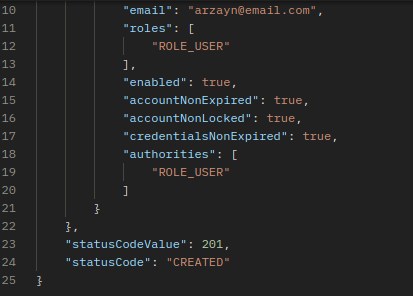 10 "email": "arzayn@email.com",
11 "roles": [
12 "ROLE_USER"
13 ],
14 "enabled": true,
15 "accountNonExpired": true,
16 "accountNonLocked": true,
17 "credentialsNonExpired": true,
18 "authorities": [
19 "ROLE_USER"
20 ]
21 }
22 },
23 "statusCodeValue": 201,
24 "statusCode": "CREATED"
25 }